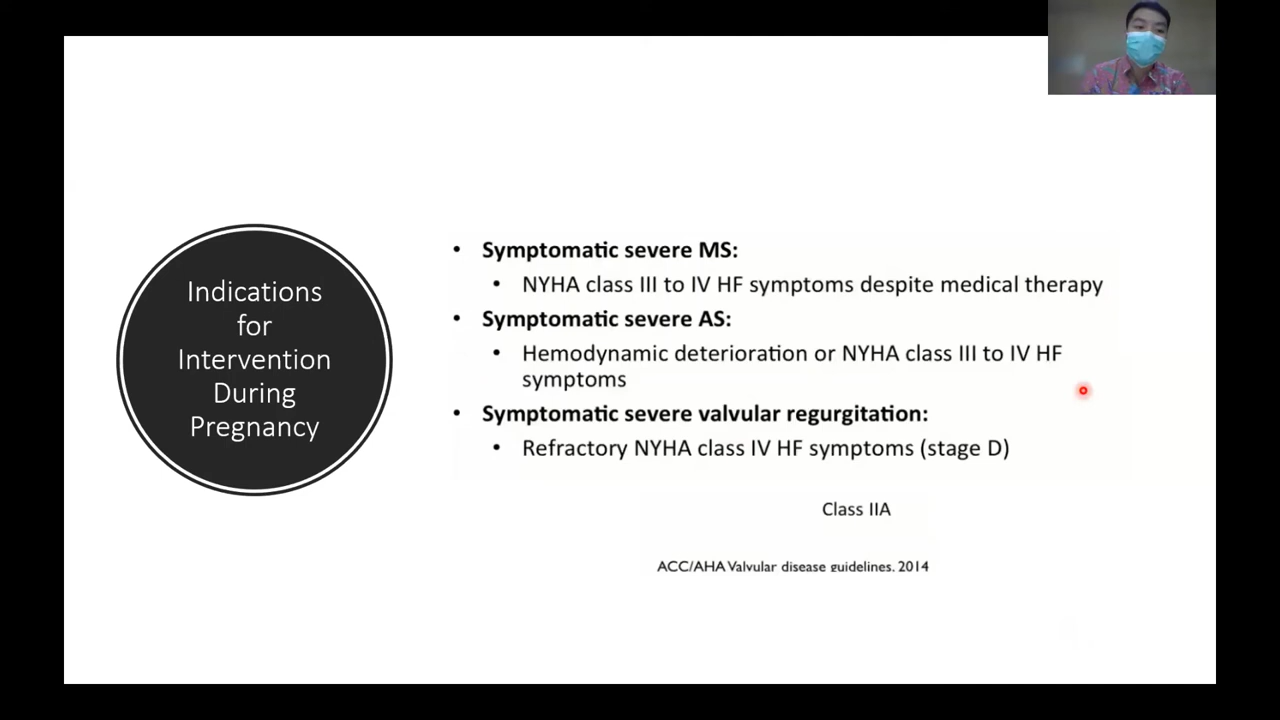 Indications
for
Intervention
During
Pregnancy
• Symptomatic severe MS:
• NYHA class III to IV HF symptoms despite medical therapy
• Symptomatic severe AS:
• Hemodynamic deterioration or NYHA class III to IV HF
symptoms
• Symptomatic severe valvular regurgitation:
• Refractory NYHA class IV HF symptoms (stage D)
Class IIA
ACC/AHA Valvular disease guidelines. 2014